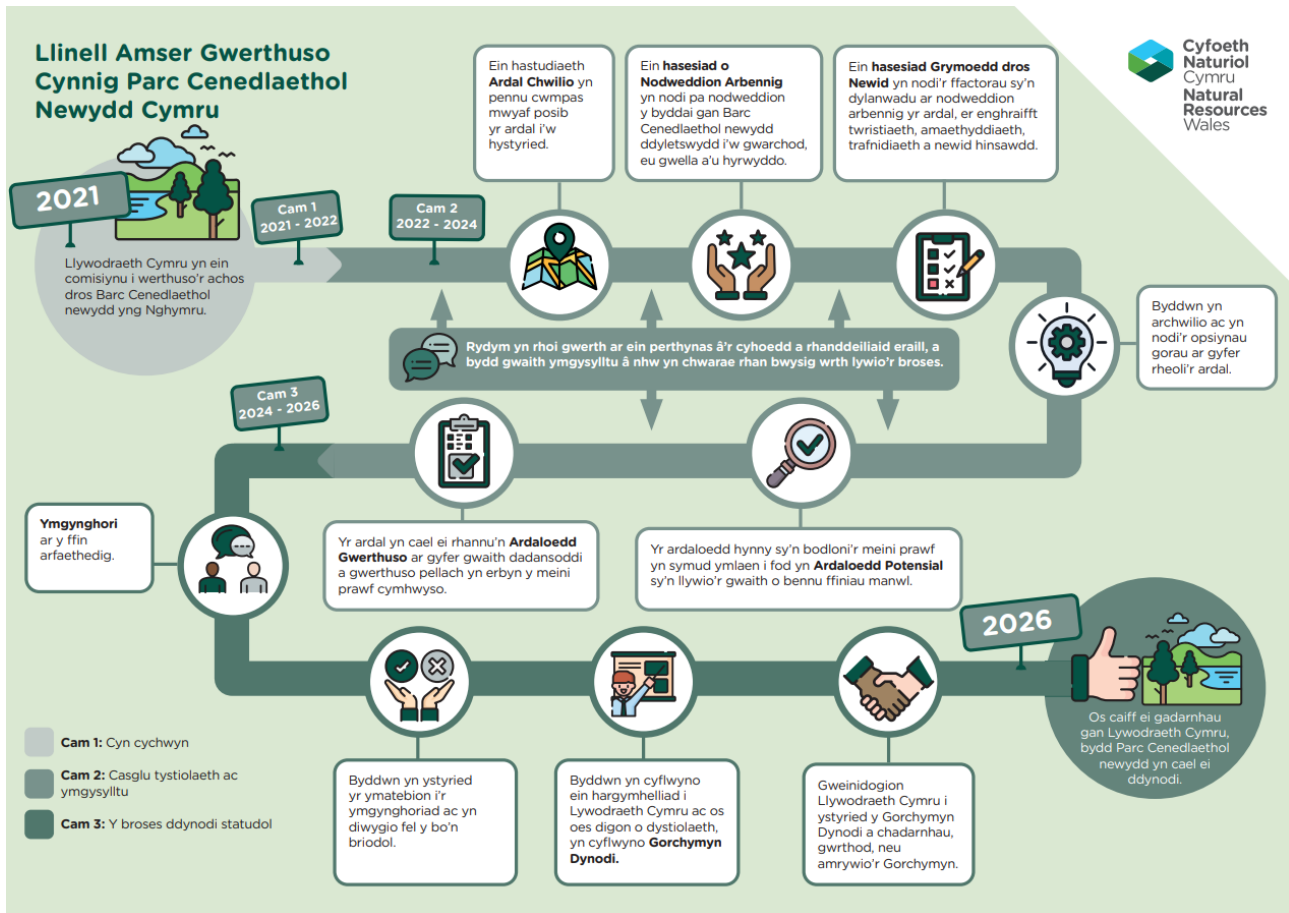 Llinell Amser Gwerthuso
Cynnig Parc Cenedlaethol
Newydd Cymru
Cyfoeth
Naturiol
Cymru
Natural
Resources
Wales
2021
Llywodraeth Cymru yn ein
comisiynu i werthuso'r achos
dros Barc Cenedlaethol
newydd yng Nghymru.
Cam 1
2021 - 2022
Cam 2
2022 - 2024
Ein hastudiaeth
Ardal Chwilio yn
pennu cwmpas
mwyaf posib
yr ardal i'w
hystyried.
Ein hasesiad o
Nodweddion Arbennig
yn nodi pa nodweddion
y byddai gan Barc
Cenedlaethol newydd
ddyletswydd i'w gwarchod,
eu gwella a'u hyrwyddo.
Ein hasesiad Grymoedd dros
Newid yn nodi'r ffactorau sy'n
dylanwadu ar nodweddion
arbennig yr ardal, er enghraifft
twristiaeth, amaethyddiaeth,
trafnidiaeth a newid hinsawdd.
Byddwn yn
archwilio ac yn
nodi'r opsiynau
gorau ar gyfer
rheoli'r ardal.
Rydym yn rhoi gwerth ar ein perthynas â'r cyhoedd a rhanddeiliaid eraill, a
bydd gwaith ymgysylltu â nhw yn chwarae rhan bwysig wrth lywio'r broses.
Yr ardaloedd hynny sy'n bodloni'r meini prawf
yn symud ymlaen i fod yn Ardaloedd Potensial
sy'n llywio'r gwaith o bennu ffiniau manwl.
Yr ardal yn cael ei rhannu'n Ardaloedd
Gwerthuso ar gyfer gwaith dadansoddi
a gwerthuso pellach yn erbyn y meini
prawf cymhwyso.
Cam 3
2024 - 2026
Ymgynghori
ar y ffin
arfaethedig.
Byddwn yn ystyried
yr ymatebion i'r
ymgynghoriad ac yn
diwygio fel y bo'n
briodol.
Byddwn yn cyflwyno
ein hargymhelliad i
Lywodraeth Cymru ac os
oes digon o dystiolaeth,
yn cyflwyno Gorchymyn
Dynodi.
Gweinidogion
Llywodraeth Cymru i
ystyried y Gorchymyn
Dynodi a chadarnhau,
gwrthod, neu
amrywio'r Gorchymyn.
2026
Os caiff ei gadarnhau
gan Lywodraeth Cymru,
bydd Parc Cenedlaethol
newydd yn cael ei
ddynodi.
Cam 1: Cyn cychwyn
Cam 2: Casglu tystiolaeth ac
ymgysylltu
Cam 3: Y broses ddynodi statudol